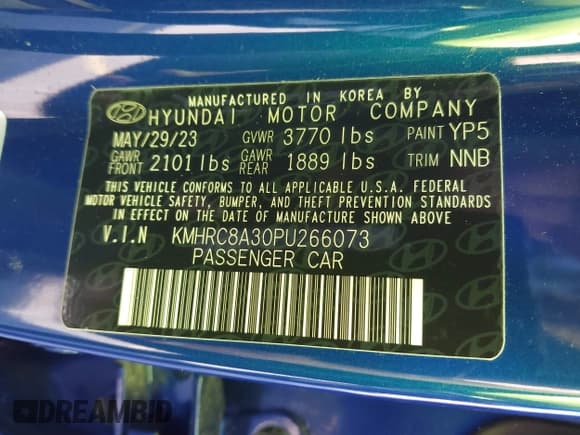 MANUFACTURED IN KOREA BY
HYUNDAI MOTOR COMPANY
MAY/29/23 GVWR 3770 lbs PAINT YP5
GAWR FRONT 2101 lbs GAWR REAR 1889 lbs TRIM NNB
THIS VEHICLE CONFORMS TO ALL APPLICABLE U.S.A. FEDERAL
MOTOR VEHICLE SAFETY, BUMPER, AND THEFT PREVENTION STANDARDS
IN EFFECT ON THE DATE OF MANUFACTURE SHOWN ABOVE
V.I.N KMHRC8A30PU266073
PASSENGER CAR
DREAMBID